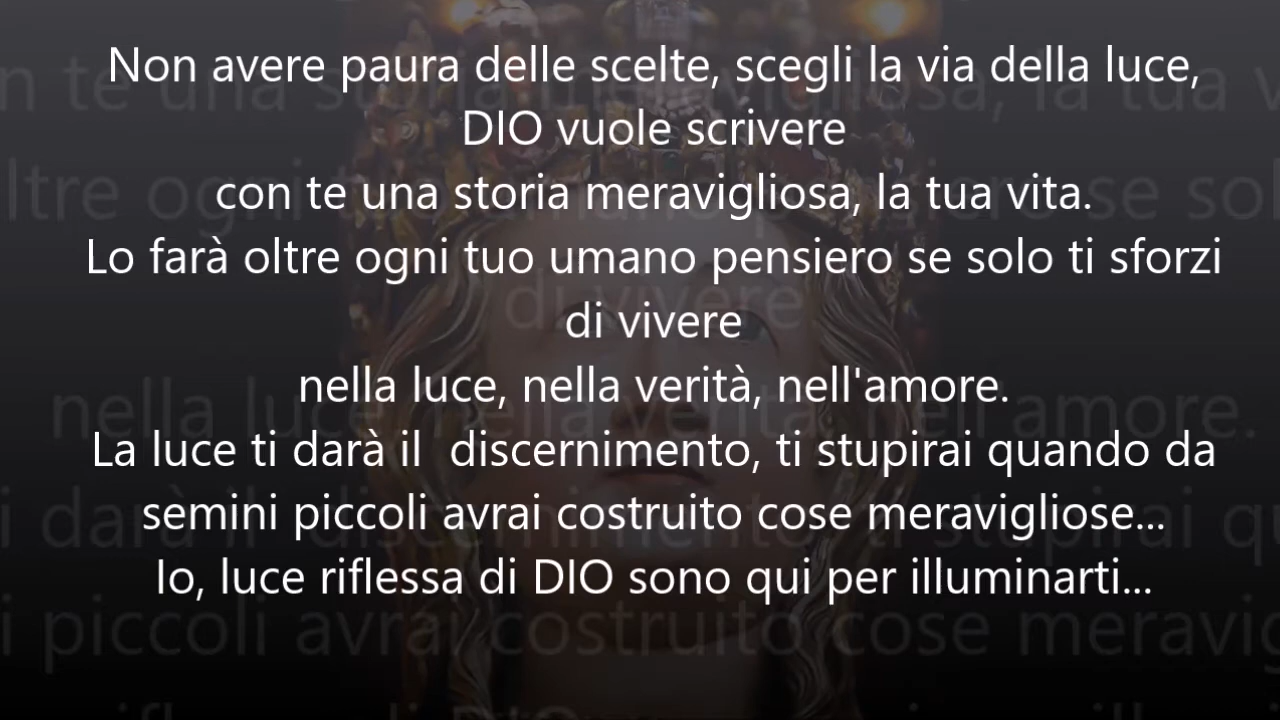 Non avere paura delle scelte, scegli la via della luce,
DIO vuole scrivere
con te una storia meravigliosa, la tua vita.
Lo farà oltre ogni tuo umano pensiero se solo ti sforzi
di vivere
nella luce, nella verità, nell'amore.
La luce ti darà il  discernimento, ti stupirai quando da
sèmini piccoli avrai costruito cose meravigliose...
Io, luce riflessa di DIO sono qui per illuminarti...